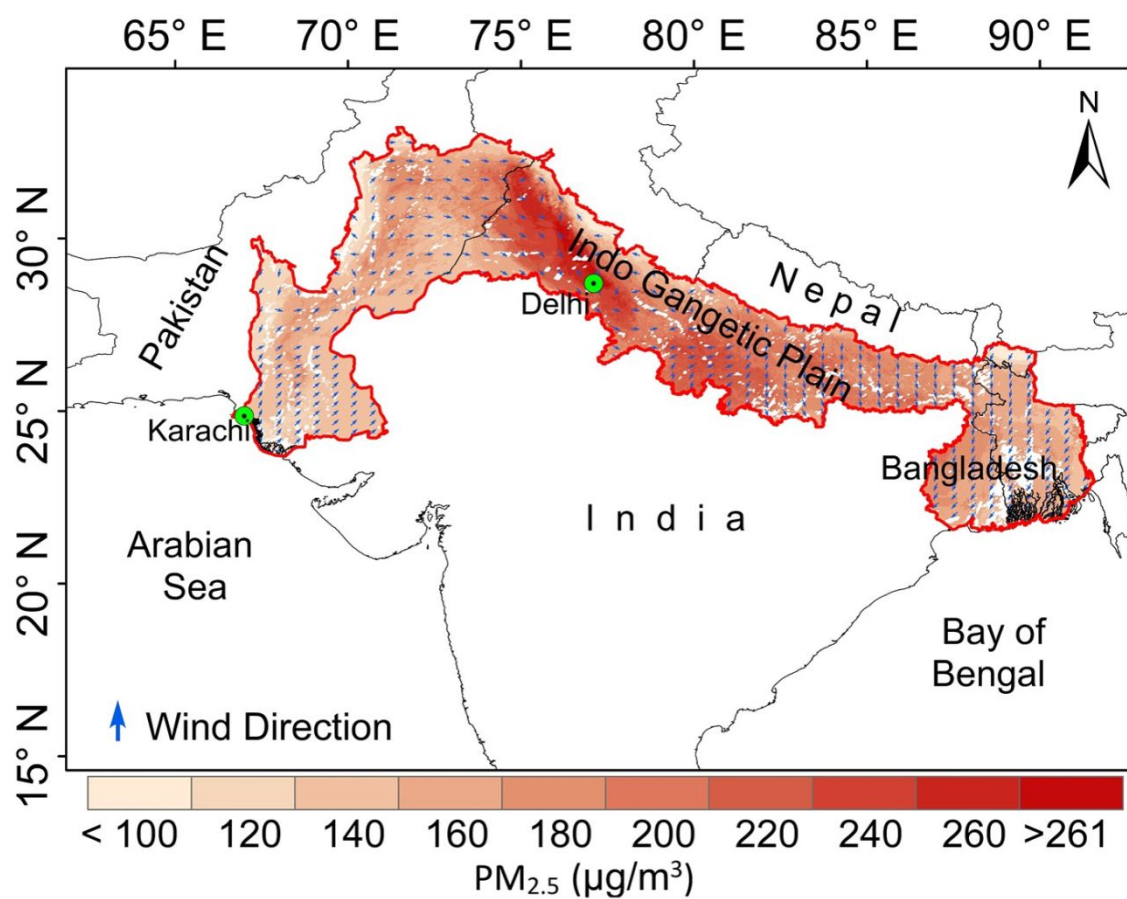 65° E 70° E 75° E 80° E 85° E 90° E
N
30° N
25° N
20° N
15° N
Pakistan
Nepal
Indo Gangetic Plain
Delhi
Karachi
Bangladesh
India
Arabian
Sea
Bay of
Bengal
Wind Direction
< 100 120 140 160 180 200 220 240 260 >261
PM2.5 (µg/m³)